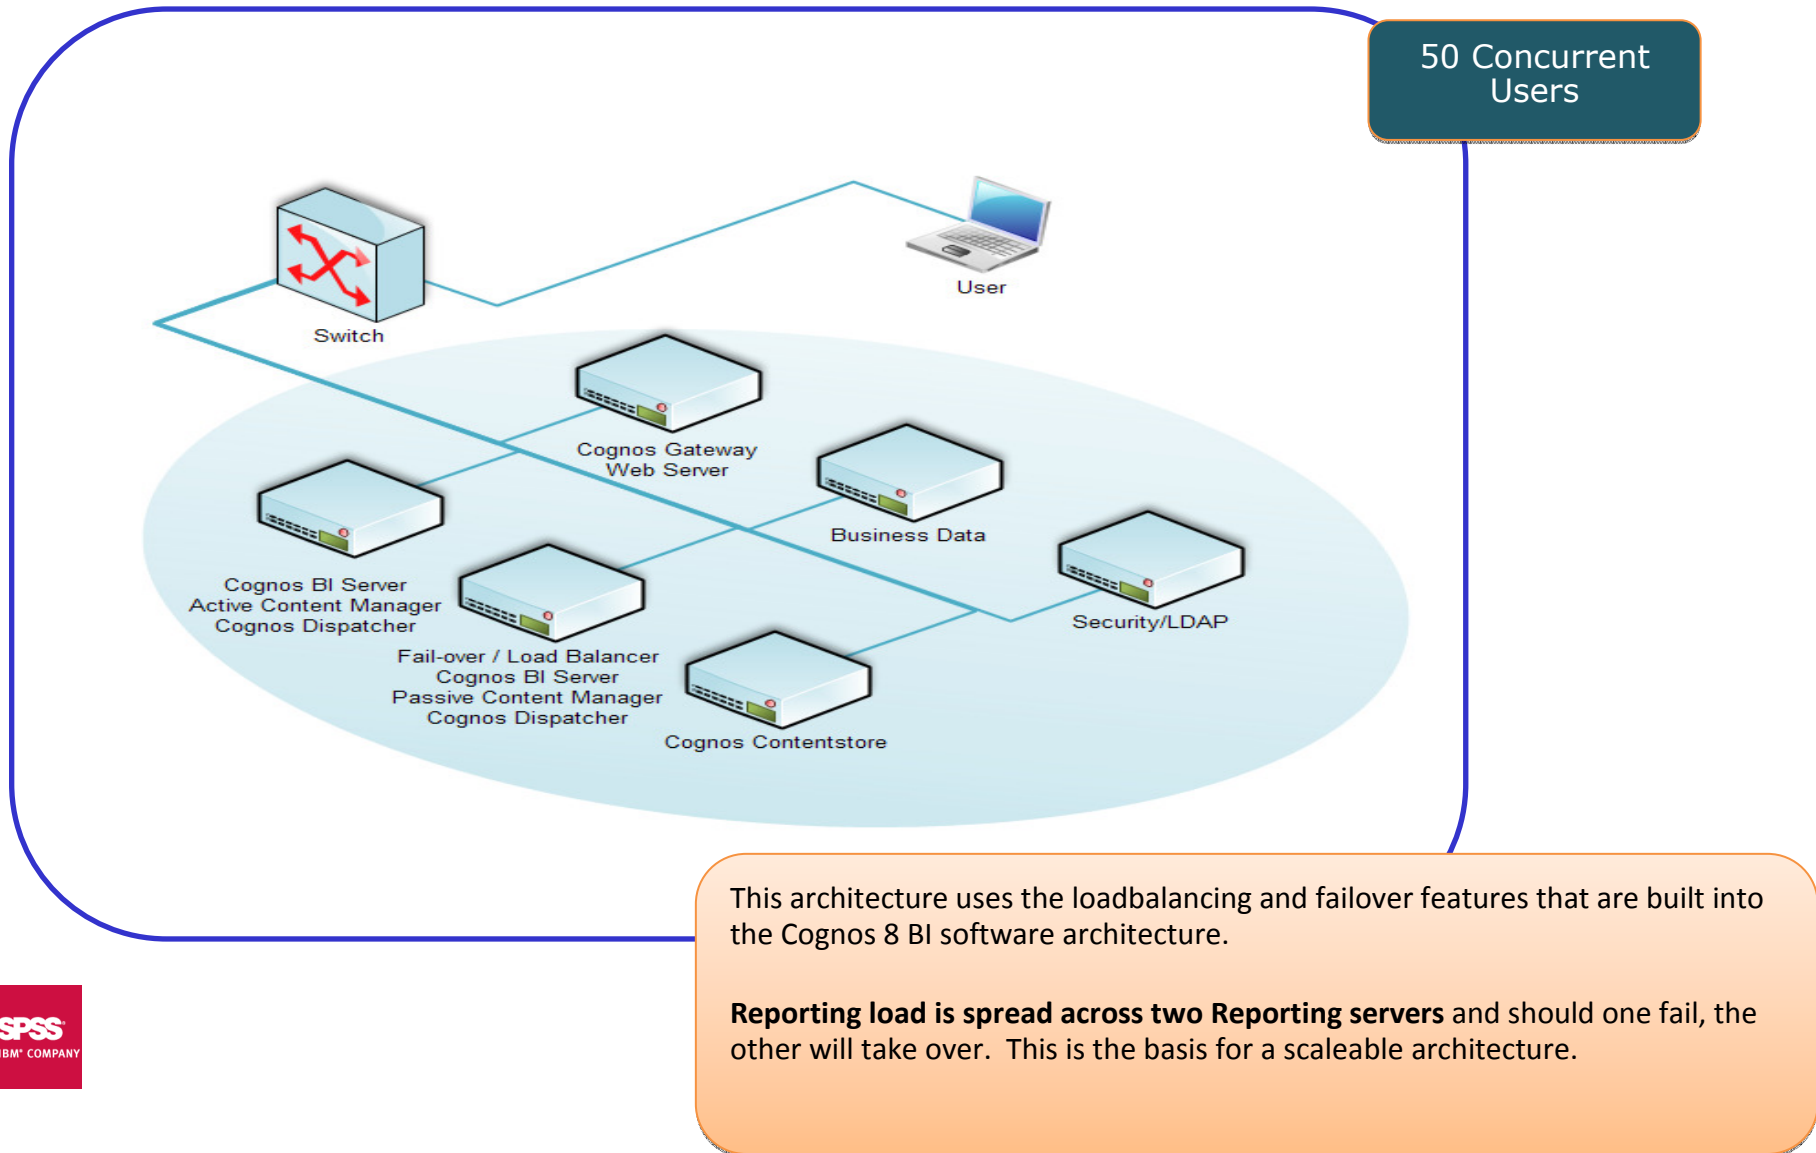 50 Concurrent
Users
User
Switch
Cognos Gateway
Web Server
Business Data
Cognos BI Server
Active Content Manager
Cognos Dispatcher
Security/LDAP
Fail-over / Load Balancer
Cognos BI Server
Passive Content Manager
Cognos Dispatcher
Cognos Contentstore
This architecture uses the loadbalancing and failover features that are built into
the Cognos 8 BI software architecture.
Reporting load is spread across two Reporting servers and should one fail, the
other will take over. This is the basis for a scaleable architecture.
SPSS
IBM® COMPANY